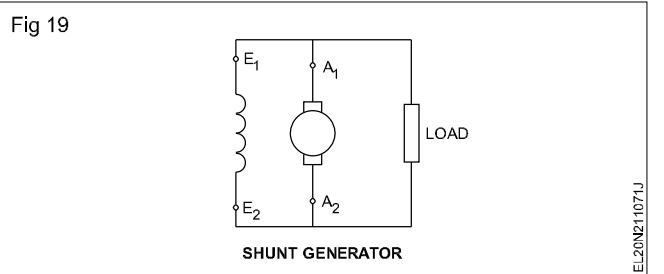 Fig 19
E1
A1
LOAD
E2
A2
SHUNT GENERATOR
EL20N211071J